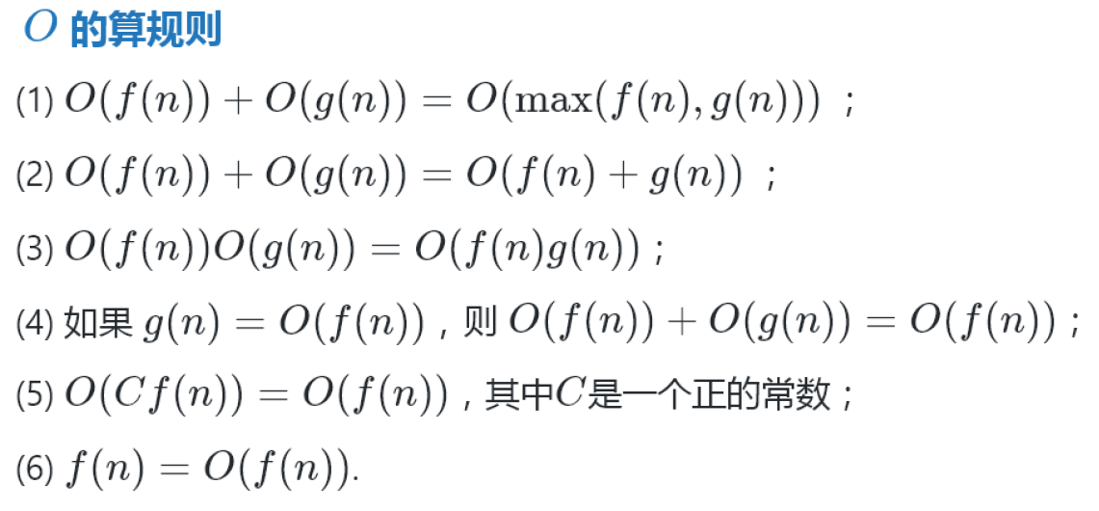 O 的算规则
(1) O(f(n)) + O(g(n)) = O(max(f(n), g(n))) ；
(2) O(f(n)) + O(g(n)) = O(f(n) + g(n)) ；
(3) O(f(n))O(g(n)) = O(f(n)g(n))；
(4) 如果 g(n) = O(f(n))，则 O(f(n)) + O(g(n)) = O(f(n))；
(5) O(Cf(n)) = O(f(n))，其中C是一个正的常数；
(6) f(n) = O(f(n)).